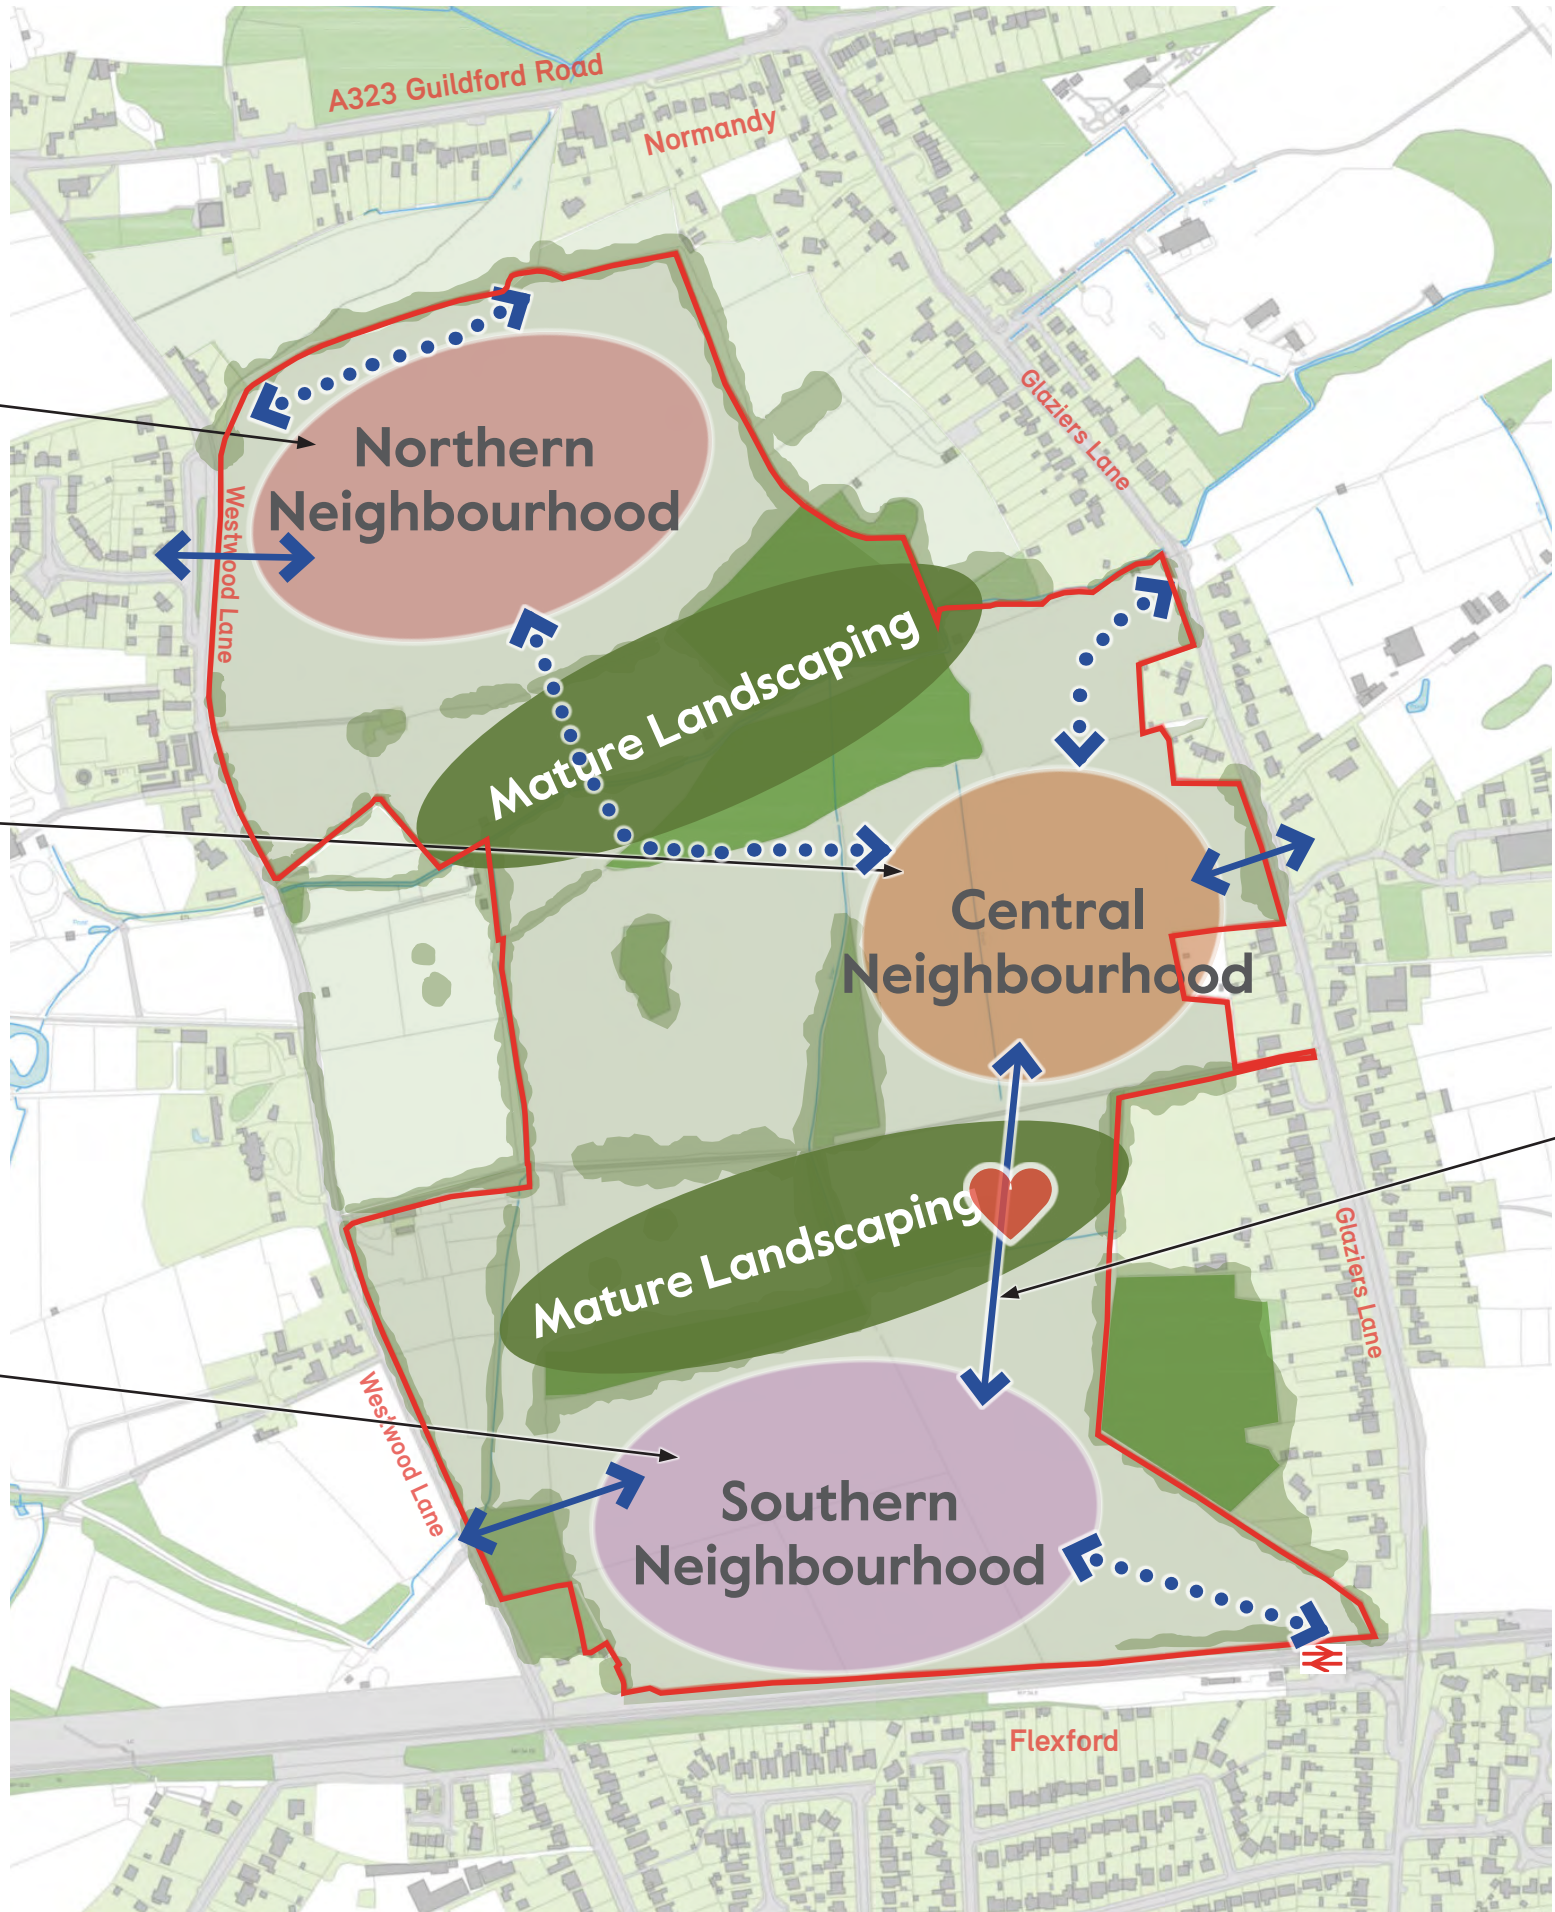 A323 Guildford Road
Normandy
Glaziers Lane
Northern
Neighbourhood
Westwood Lane
Mature Landscaping
Central
Neighbourhood
Mature Landscaping
Glaziers Lane
Westwood Lane
Southern
Neighbourhood
Flexford